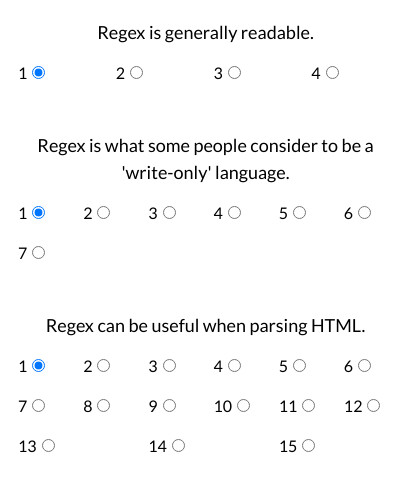 Regex is generally readable.
1 2 3 4
Regex is what some people consider to be a
'write-only' language.
1 2 3 4 5 6
7
Regex can be useful when parsing HTML.
1 2 3 4 5 6
7 8 9 10 11 12
13 14 15